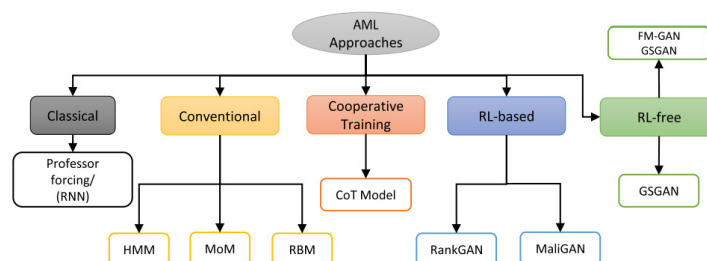 AML
Approaches
FM-GAN
GSGAN
Classical
Conventional
Cooperative
Training
RL-based
RL-free
Professor
forcing/
(RNN)
CoT Model
GSGAN
HMM
MoM
RBM
RankGAN
MaliGAN